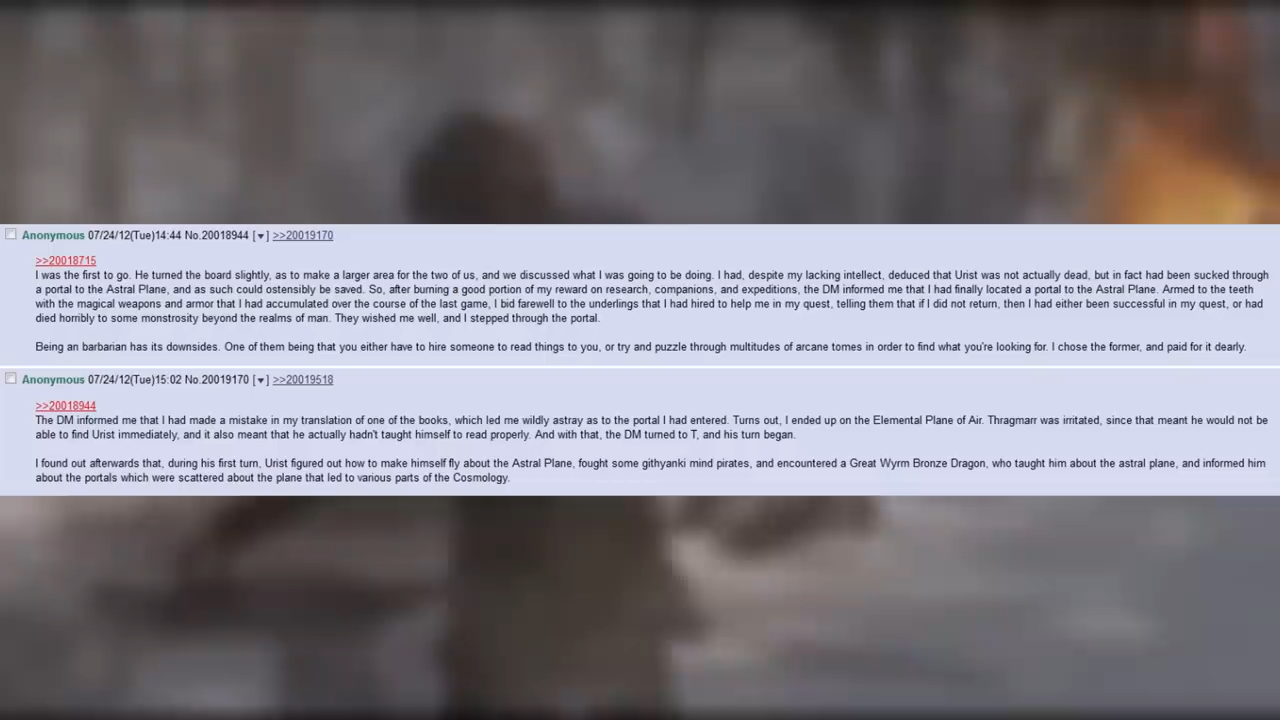 Anonymous 07/24/12(Tue)14:44 No.20018944 [▾] >>20019170
>>20018715
I was the first to go. He turned the board slightly, as to make a larger area for the two of us, and we discussed what I was going to be doing. I had, despite my lacking intellect, deduced that Urist was not actually dead, but in fact had been sucked through
a portal to the Astral Plane, and as such could ostensibly be saved. So, after burning a good portion of my reward on research, companions, and expeditions, the DM informed me that I had finally located a portal to the Astral Plane. Armed to the teeth
with the magical weapons and armor that I had accumulated over the course of the last game, I bid farewell to the underlings that I had hired to help me in my quest, telling them that if I did not return, then I had either been successful in my quest, or had
died horribly to some monstrosity beyond the realms of man. They wished me well, and I stepped through the portal.
Being an barbarian has its downsides. One of them being that you either have to hire someone to read things to you, or try and puzzle through multitudes of arcane tomes in order to find what you're looking for. I chose the former, and paid for it dearly.
Anonymous 07/24/12(Tue)15:02 No.20019170 [▾] >>20019518
>>20018944
The DM informed me that I had made a mistake in my translation of one of the books, which led me wildly astray as to the portal I had entered. Turns out, I ended up on the Elemental Plane of Air. Thragmarr was irritated, since that meant he would not be
able to find Urist immediately, and it also meant that he actually hadn't taught himself to read properly. And with that, the DM turned to T, and his turn began.
I found out afterwards that, during his first turn, Urist figured out how to make himself fly about the Astral Plane, fought some githyanki mind pirates, and encountered a Great Wyrm Bronze Dragon, who taught him about the astral plane, and informed him
about the portals which were scattered about the plane that led to various parts of the Cosmology.